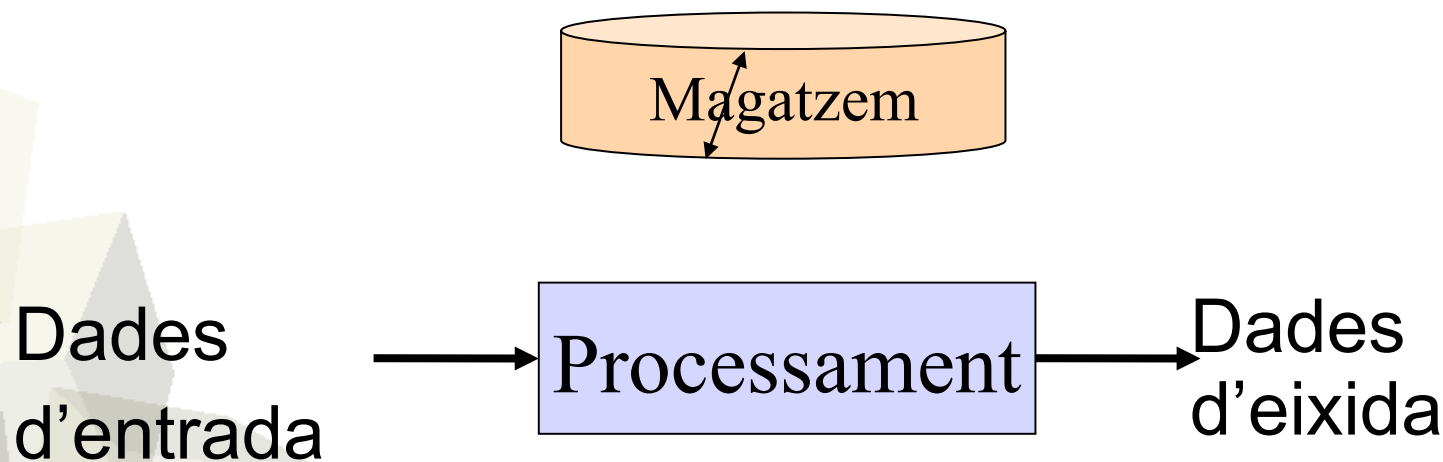 Magatzem
Dades
d’entrada
Processament
Dades
d’eixida